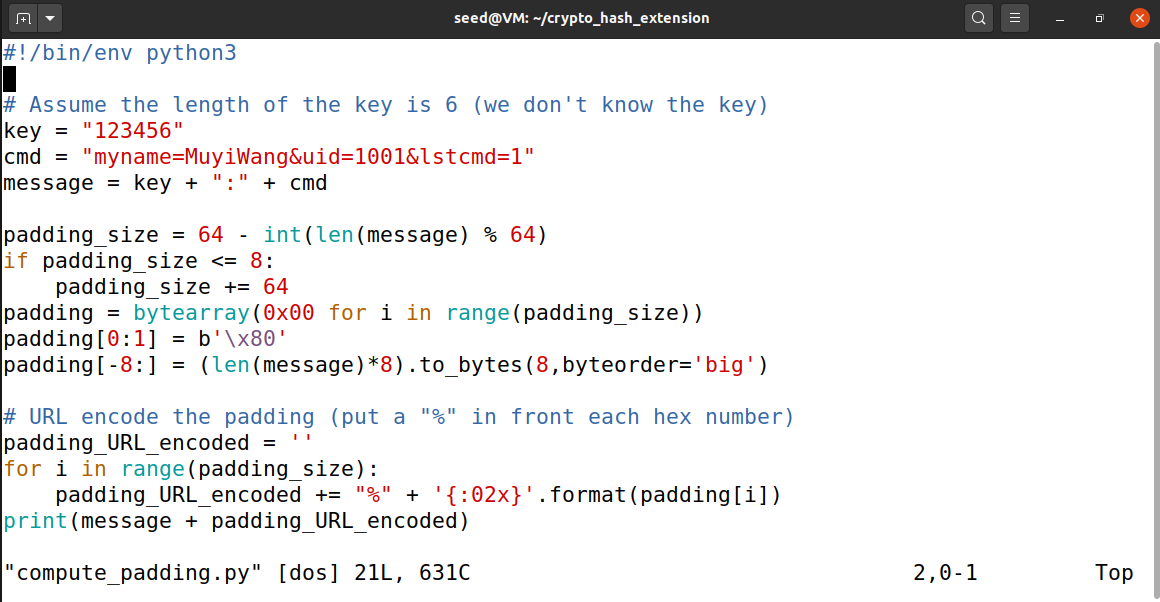 seed@VM: ~/crypto_hash_extension
#!/bin/env python3
# Assume the length of the key is 6 (we don't know the key)
key = "123456"
cmd = "myname=MuyiWang&uid=1001&lstcmd=1"
message = key + ":" + cmd
padding_size = 64 - int(len(message) % 64)
if padding_size <= 8:
    padding_size += 64
padding = bytearray(0x00 for i in range(padding_size))
padding[0:1] = b'\x80'
padding[-8:] = (len(message)*8).to_bytes(8,byteorder='big')
# URL encode the padding (put a "%" in front each hex number)
padding_URL_encoded = ''
for i in range(padding_size):
    padding_URL_encoded += "%" + '{:02x}'.format(padding[i])
print(message + padding_URL_encoded)
"compute_padding.py" [dos] 21L, 631C 2,0-1 Top